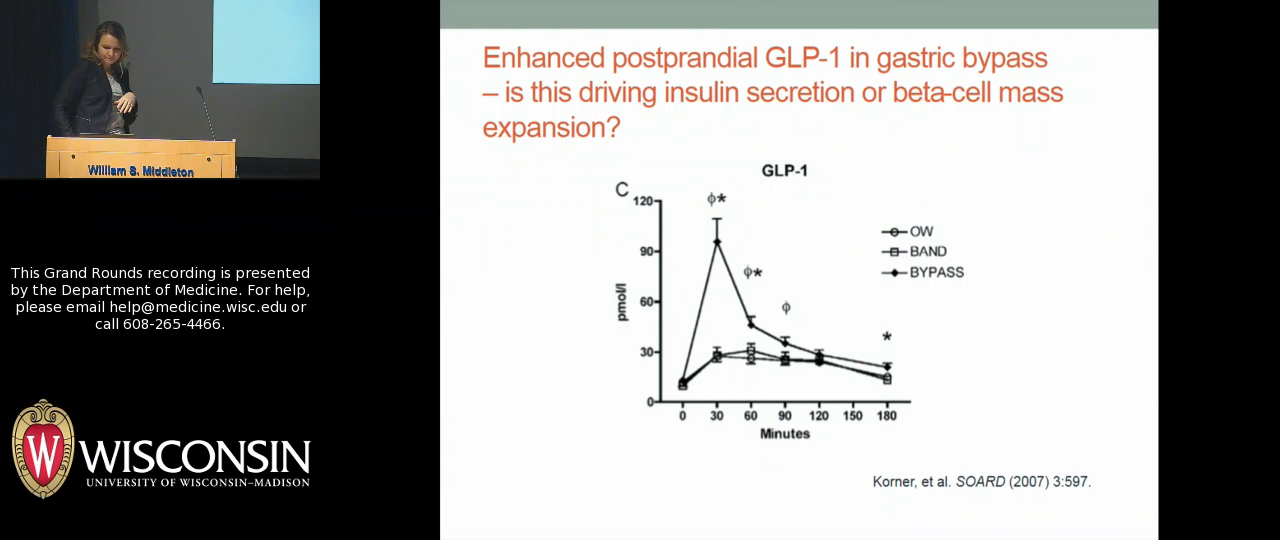 William S. Middleton
This Grand Rounds recording is presented
by the Department of Medicine. For help,
please email help@medicine.wisc.edu or
call 608-265-4466.
W
WISCONSIN
UNIVERSITY OF WISCONSIN–MADISON
Enhanced postprandial GLP-1 in gastric bypass
– is this driving insulin secretion or beta-cell mass
expansion?
GLP-1
C
120
90
60
30
0
pmol/l
ϕ*
ϕ*
ϕ
*
OW
BAND
BYPASS
0 30 60 90 120 150 180
Minutes
Korner, et al. SOARD (2007) 3:597.